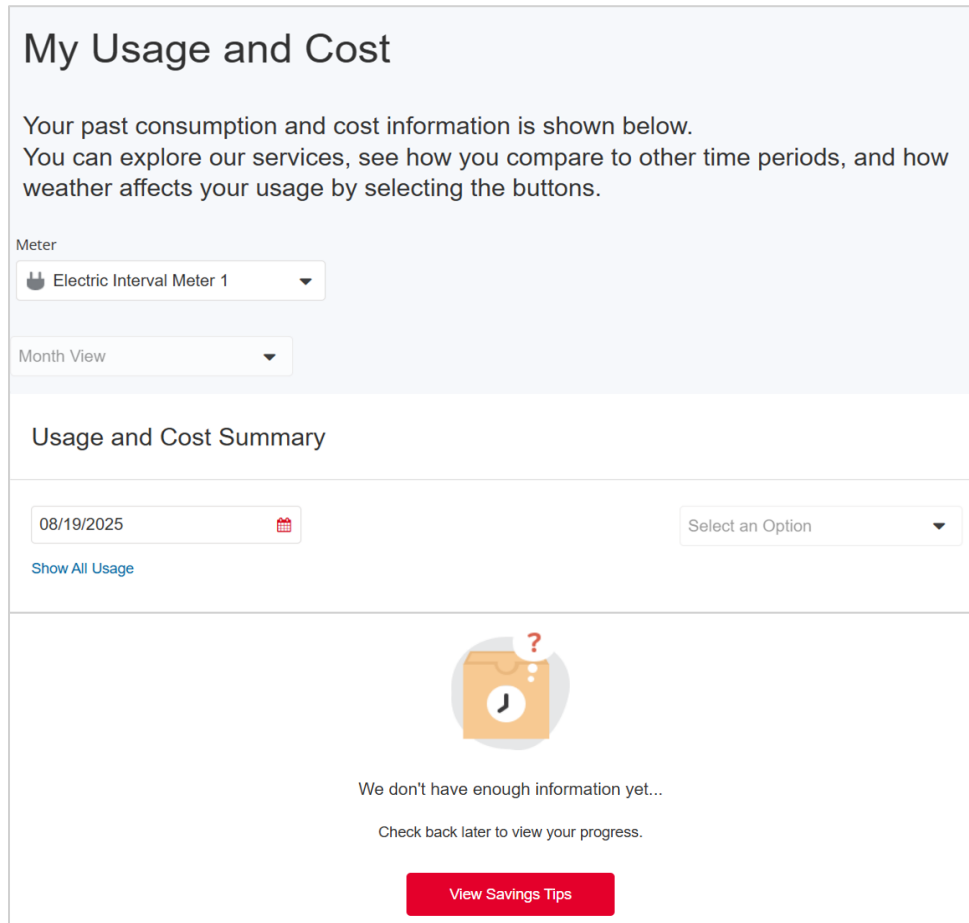 My Usage and Cost
Your past consumption and cost information is shown below.
You can explore our services, see how you compare to other time periods, and how
weather affects your usage by selecting the buttons.
Meter
Electric Interval Meter 1
Month View
Usage and Cost Summary
08/19/2025
Select an Option
Show All Usage
?
We don't have enough information yet...
Check back later to view your progress.
View Savings Tips